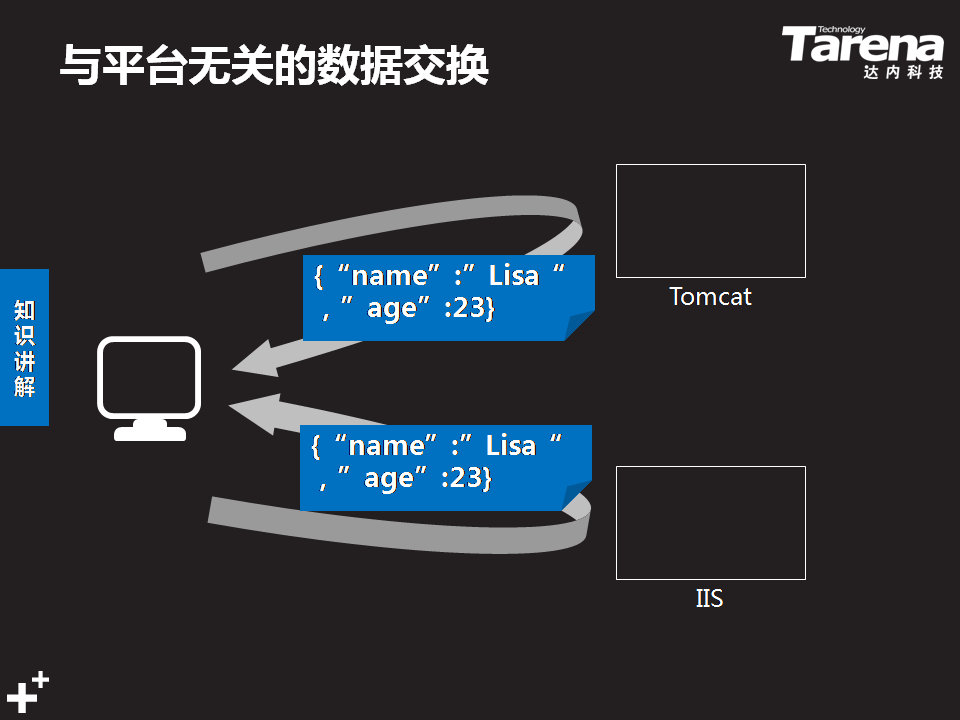 与平台无关的数据交换
Technology
Tarena
达内科技
{“name”:”Lisa“
,”age”:23}
Tomcat
知识讲解
{“name”:”Lisa“
,”age”:23}
IIS